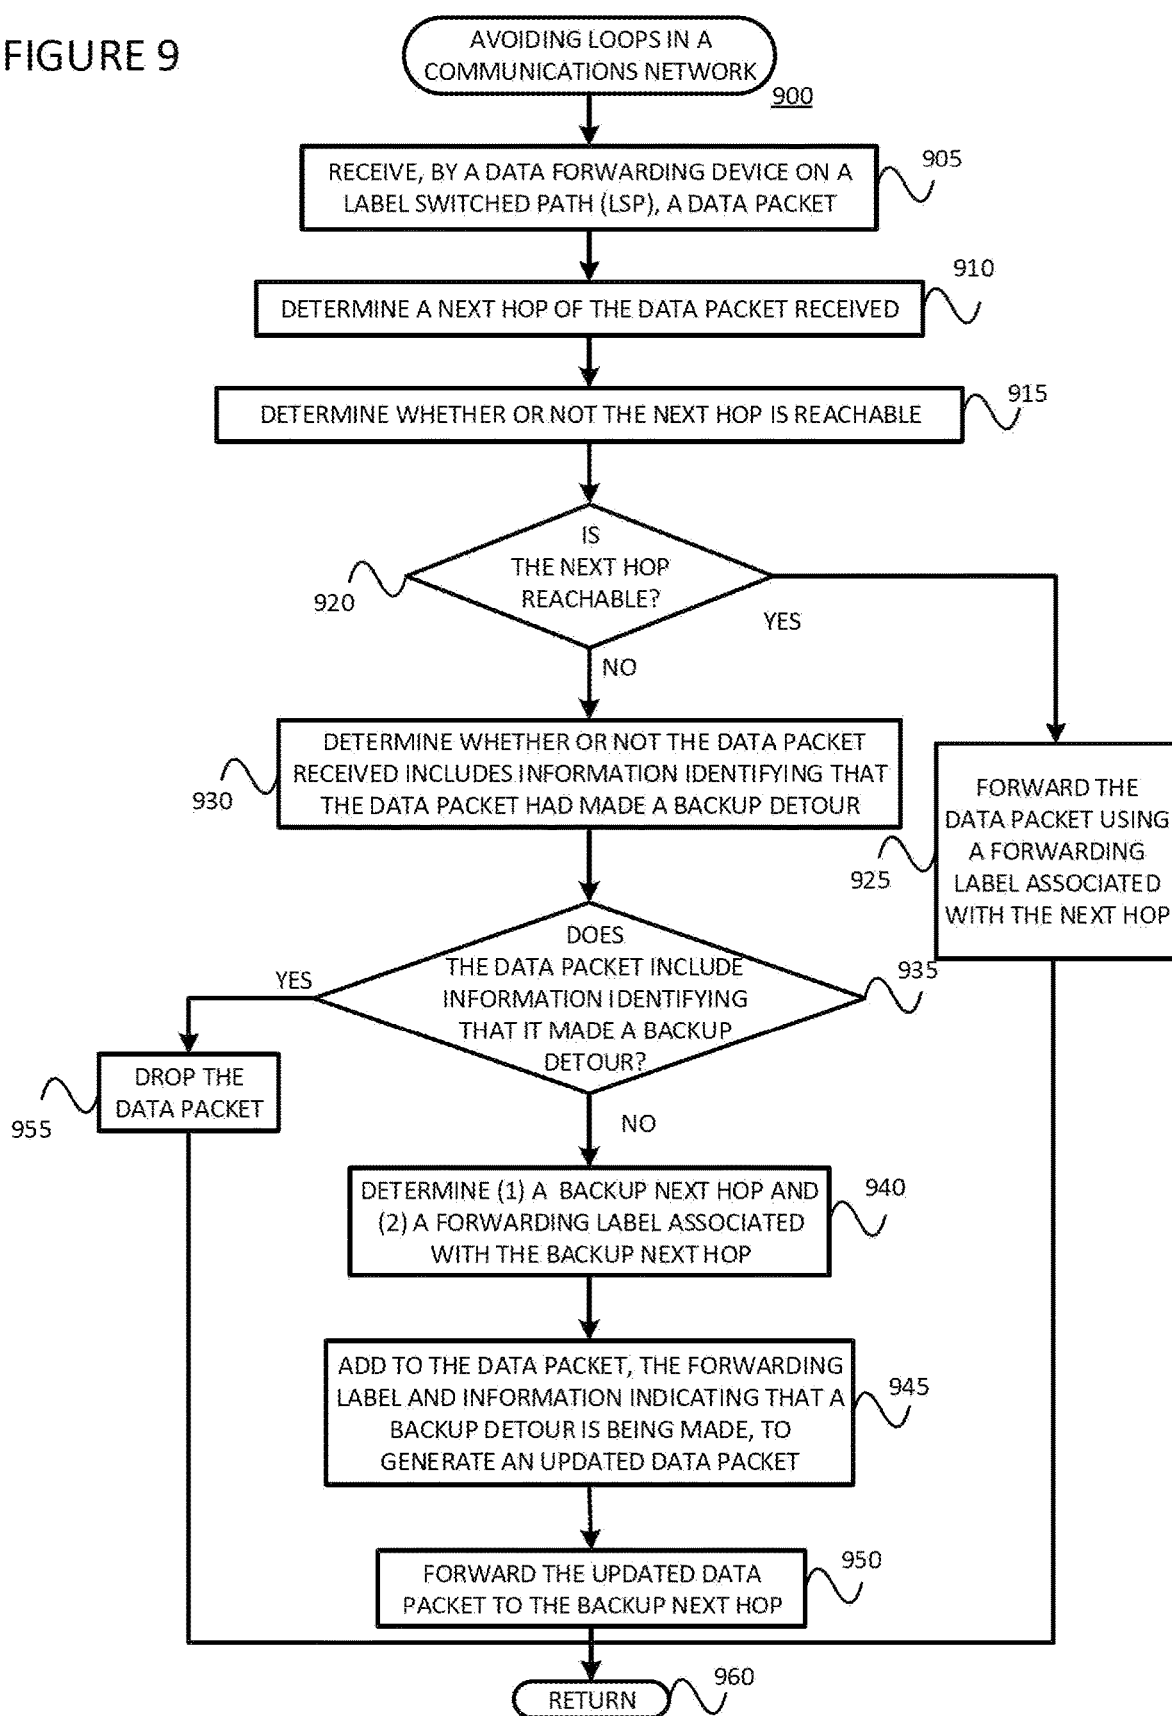 FIGURE 9
AVOIDING LOOPS IN A
COMMUNICATIONS NETWORK
900
RECEIVE, BY A DATA FORWARDING DEVICE ON A
LABEL SWITCHED PATH (LSP), A DATA PACKET
905
DETERMINE A NEXT HOP OF THE DATA PACKET RECEIVED
910
DETERMINE WHETHER OR NOT THE NEXT HOP IS REACHABLE
915
IS
THE NEXT HOP
REACHABLE?
920
YES
NO
DETERMINE WHETHER OR NOT THE DATA PACKET
RECEIVED INCLUDES INFORMATION IDENTIFYING THAT
THE DATA PACKET HAD MADE A BACKUP DETOUR
930
FORWARD THE
DATA PACKET USING
A FORWARDING
LABEL ASSOCIATED
WITH THE NEXT HOP
925
DOES
THE DATA PACKET INCLUDE
INFORMATION IDENTIFYING
THAT IT MADE A BACKUP
DETOUR?
935
YES
DROP THE
DATA PACKET
955
NO
DETERMINE (1) A BACKUP NEXT HOP AND
(2) A FORWARDING LABEL ASSOCIATED
WITH THE BACKUP NEXT HOP
940
ADD TO THE DATA PACKET, THE FORWARDING
LABEL AND INFORMATION INDICATING THAT A
BACKUP DETOUR IS BEING MADE, TO
GENERATE AN UPDATED DATA PACKET
945
FORWARD THE UPDATED DATA
PACKET TO THE BACKUP NEXT HOP
950
RETURN
960